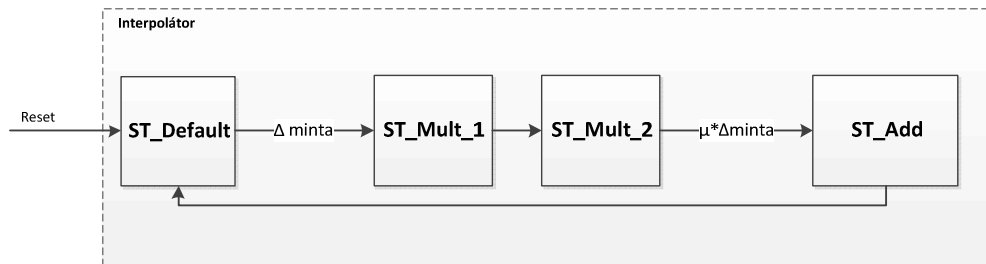 Interpolátor
Reset
ST_Default
Δ minta
ST_Mult_1
ST_Mult_2
µ*Δminta
ST_Add